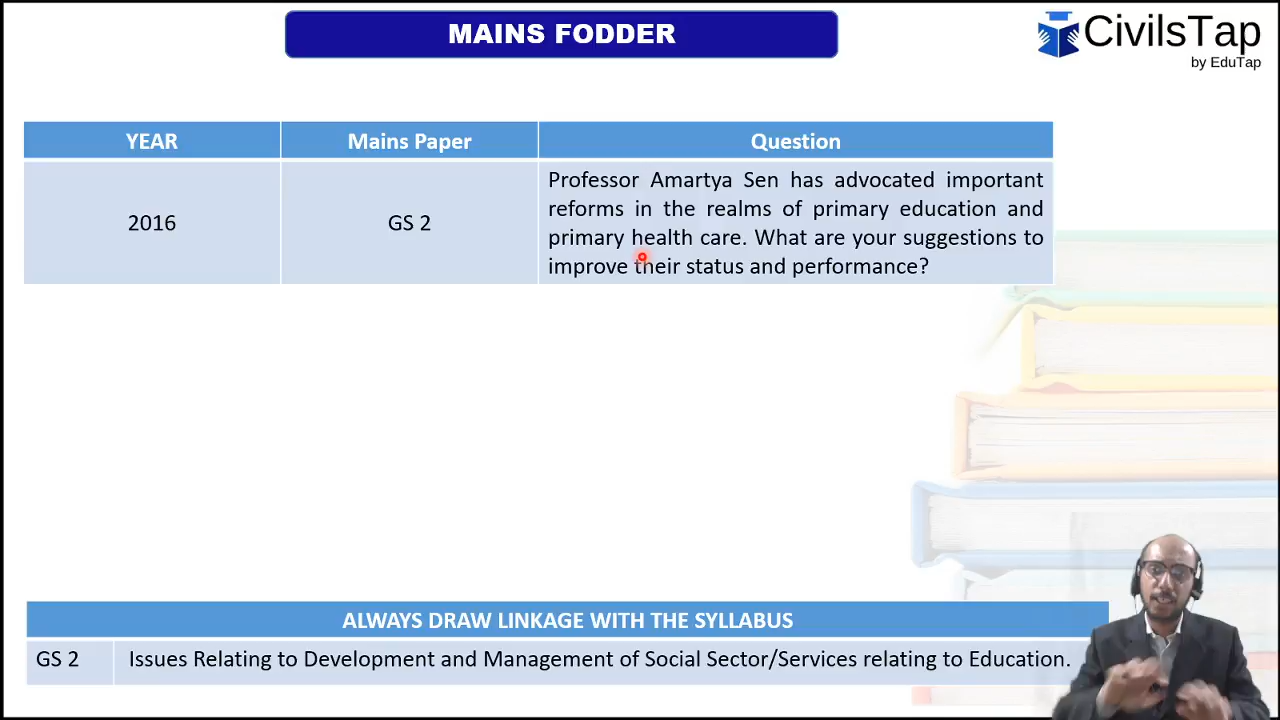 MAINS FODDER
CivilsTap
by EduTap
YEAR
Mains Paper
Question
2016
GS 2
Professor Amartya Sen has advocated important
reforms in the realms of primary education and
primary health care. What are your suggestions to
improve their status and performance?
ALWAYS DRAW LINKAGE WITH THE SYLLABUS
GS 2
Issues Relating to Development and Management of Social Sector/Services relating to Education.